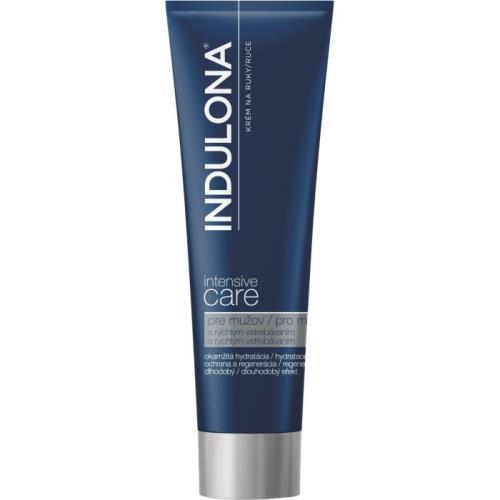 INDULONA®
KRÉM NA RUKY/RUCE
intensive
care
pre mužov / pro m
s rýchlym vstrebávaním
s rychlým vstřebáváním
okamžitá hydratácia / hydratace
ochrana a regenerácia / regene
dlhodobý / dlouhodobý efekt